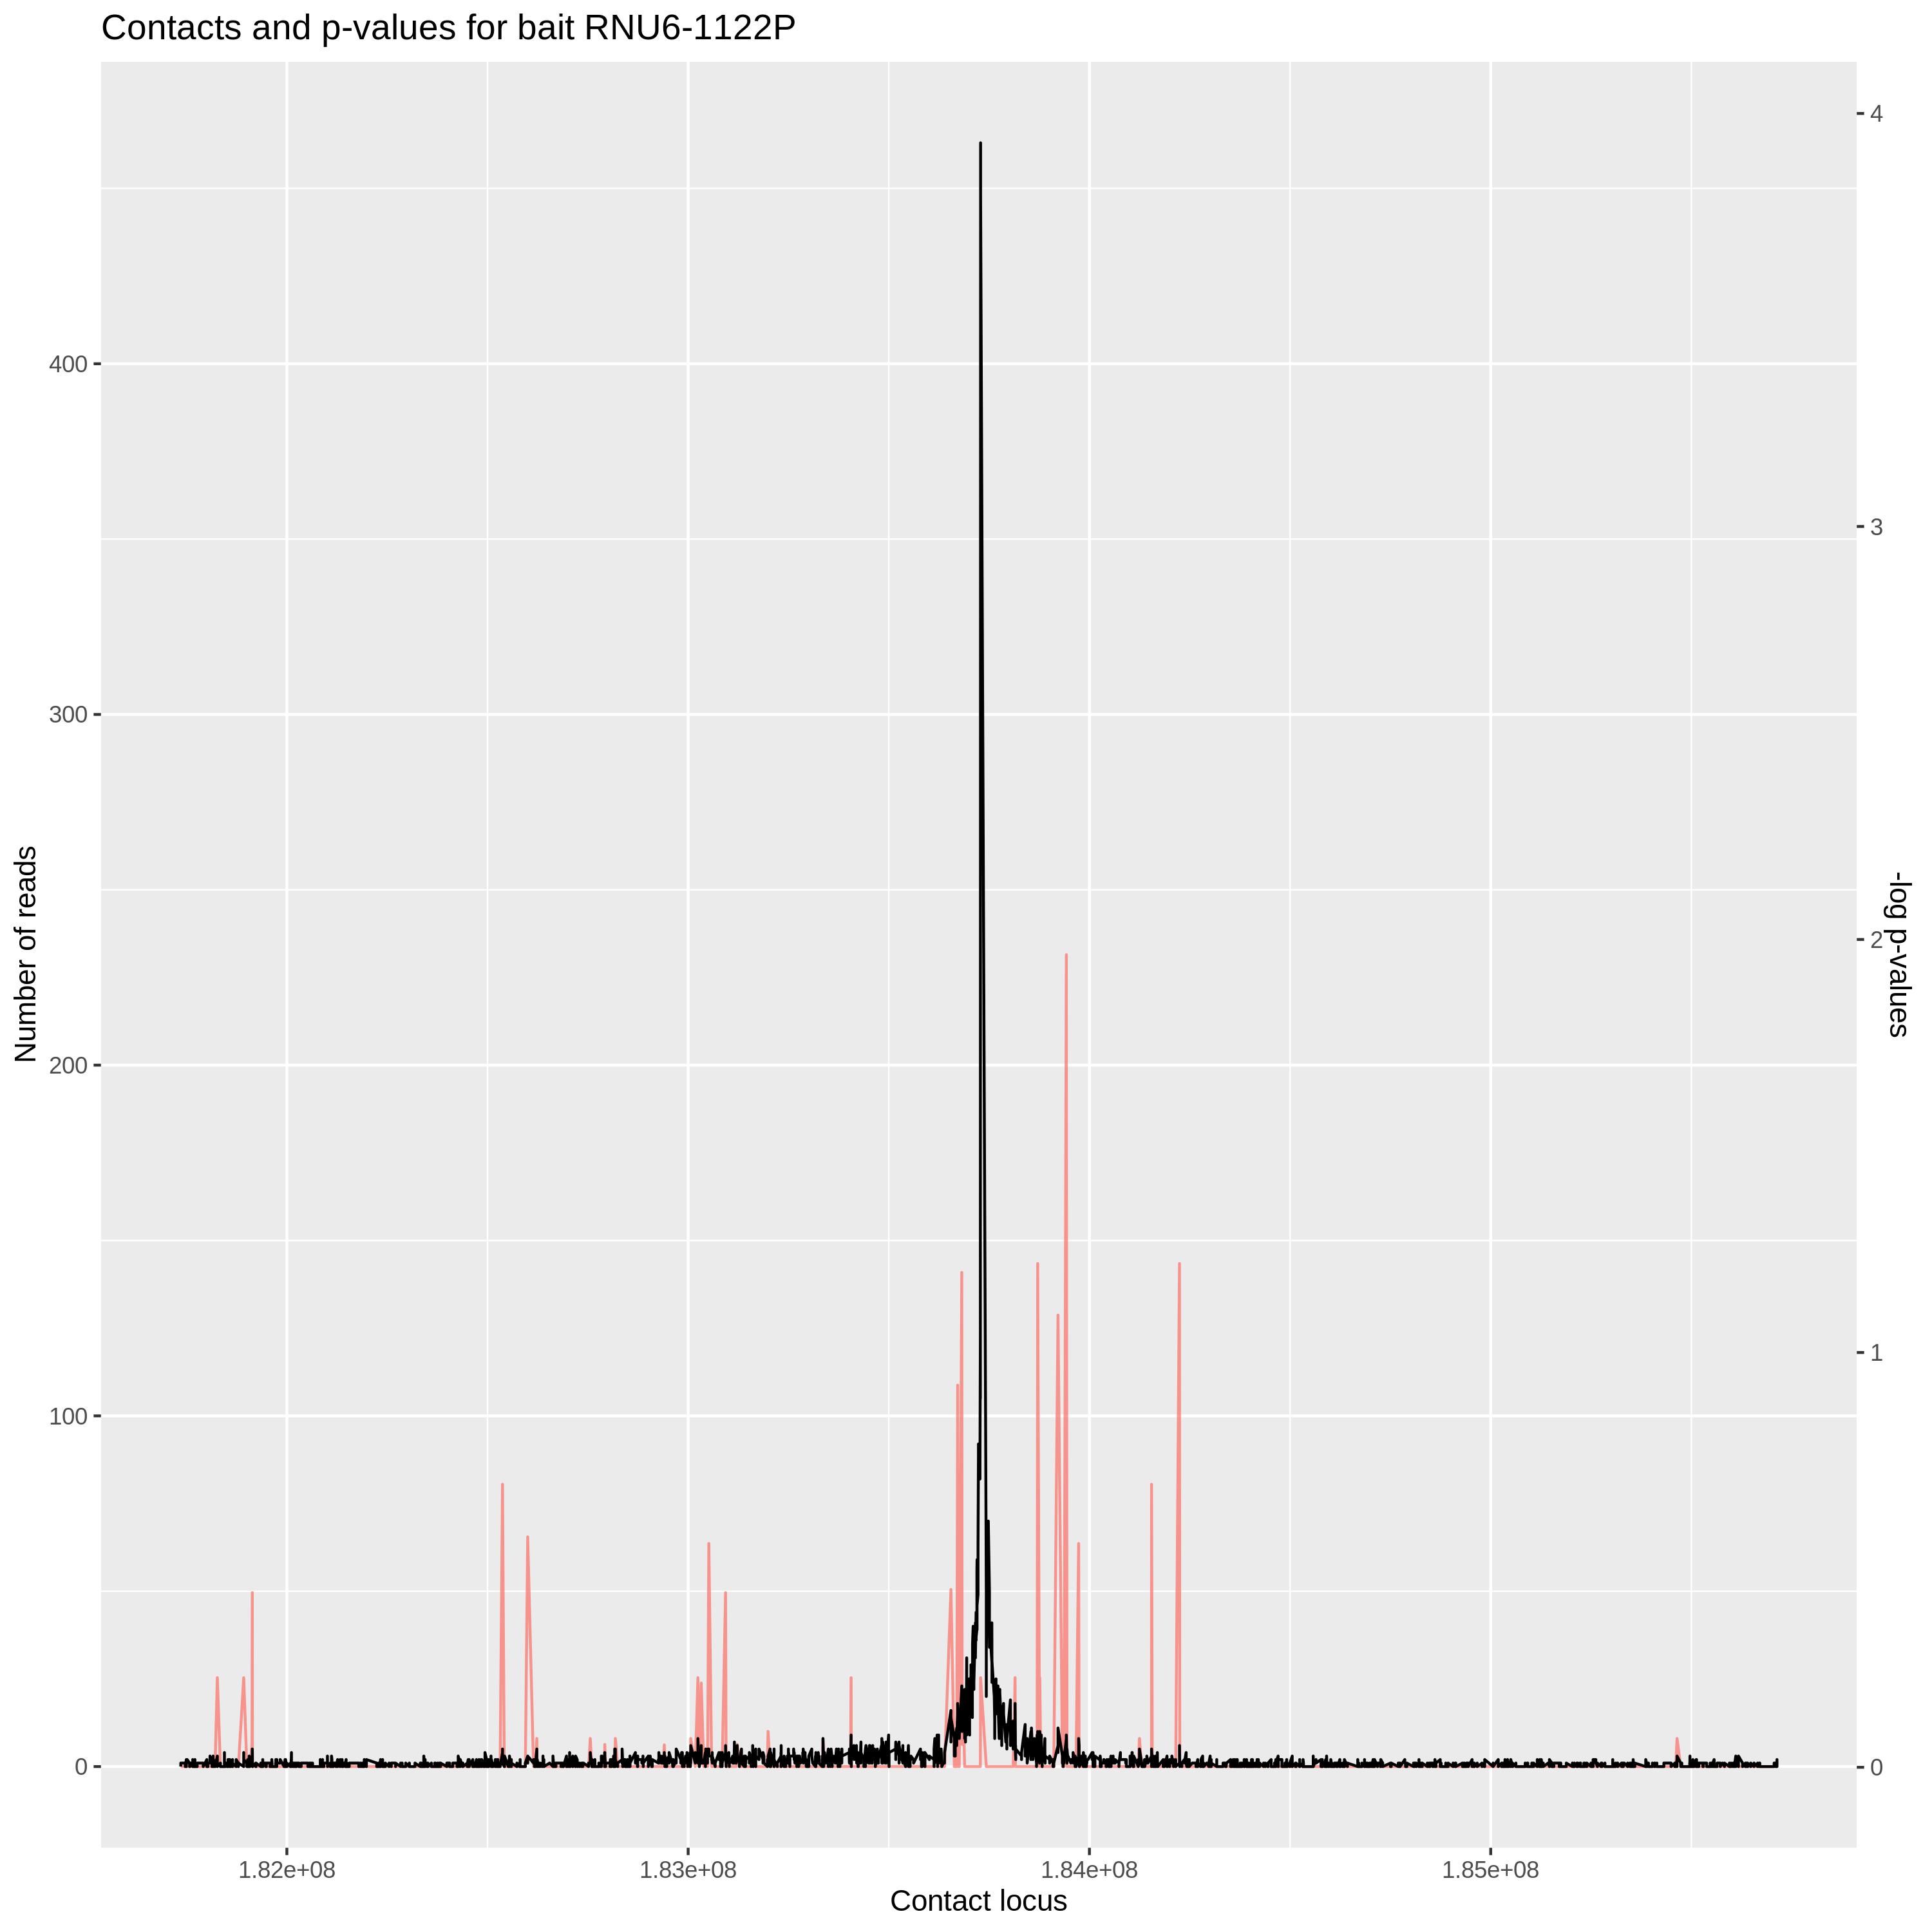 Contacts and p-values for bait RNU6-1122P
4
400
3
300
Number of reads
-log p-values
2
200
1
100
0
0
1.82e+08
1.83e+08
1.84e+08
1.85e+08
Contact locus